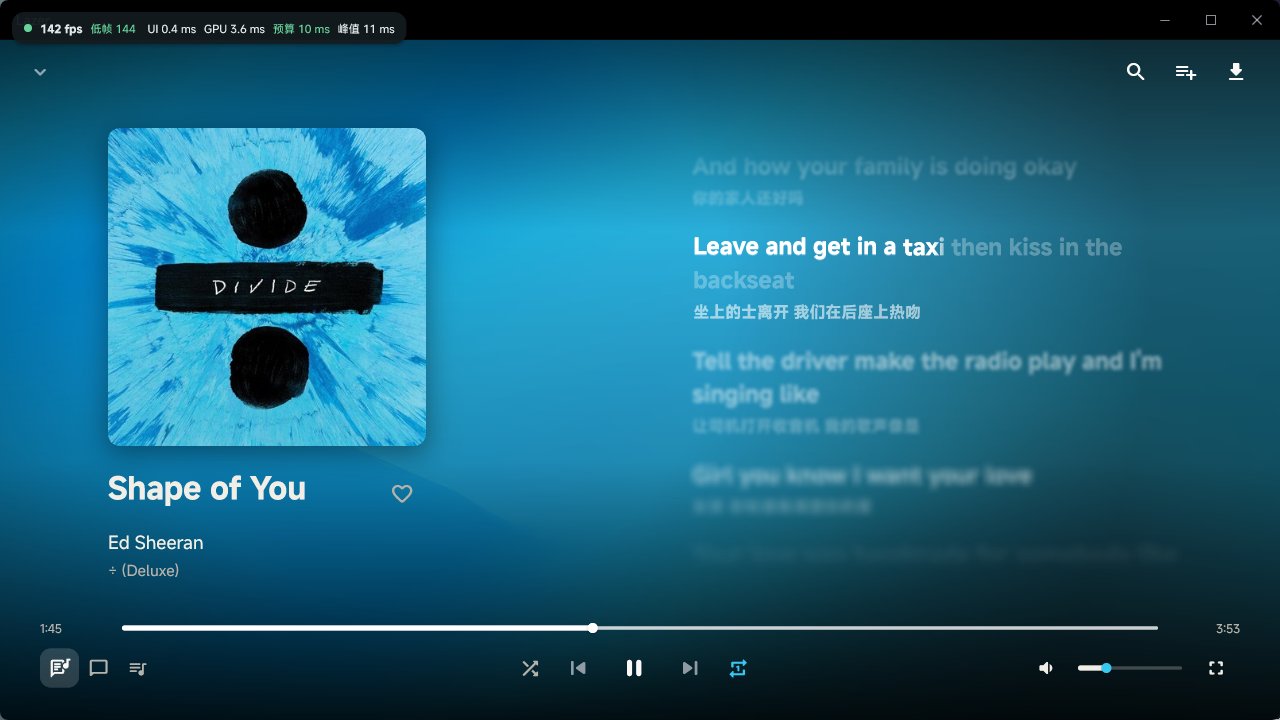 142 fps 低帧 144 UI 0.4 ms GPU 3.6 ms 预算 10 ms 峰值 11 ms
DIVIDE
Shape of You
Ed Sheeran
÷ (Deluxe)
And how your family is doing okay
你的家人还好吗
Leave and get in a taxi then kiss in the
backseat
坐上的士离开 我们在后座上热吻
Tell the driver make the radio play and I'm
singing like
让司机打开收音机 我的歌声像是
Girl you know I want your love
1:45
3:53